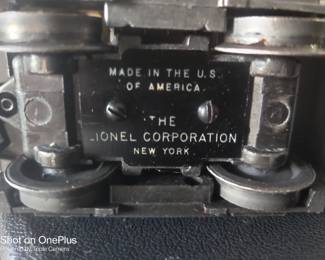 MADE IN THE U.S.
OF AMERICA.
THE
LIONEL CORPORATION
NEW YORK
Shot on OnePlus